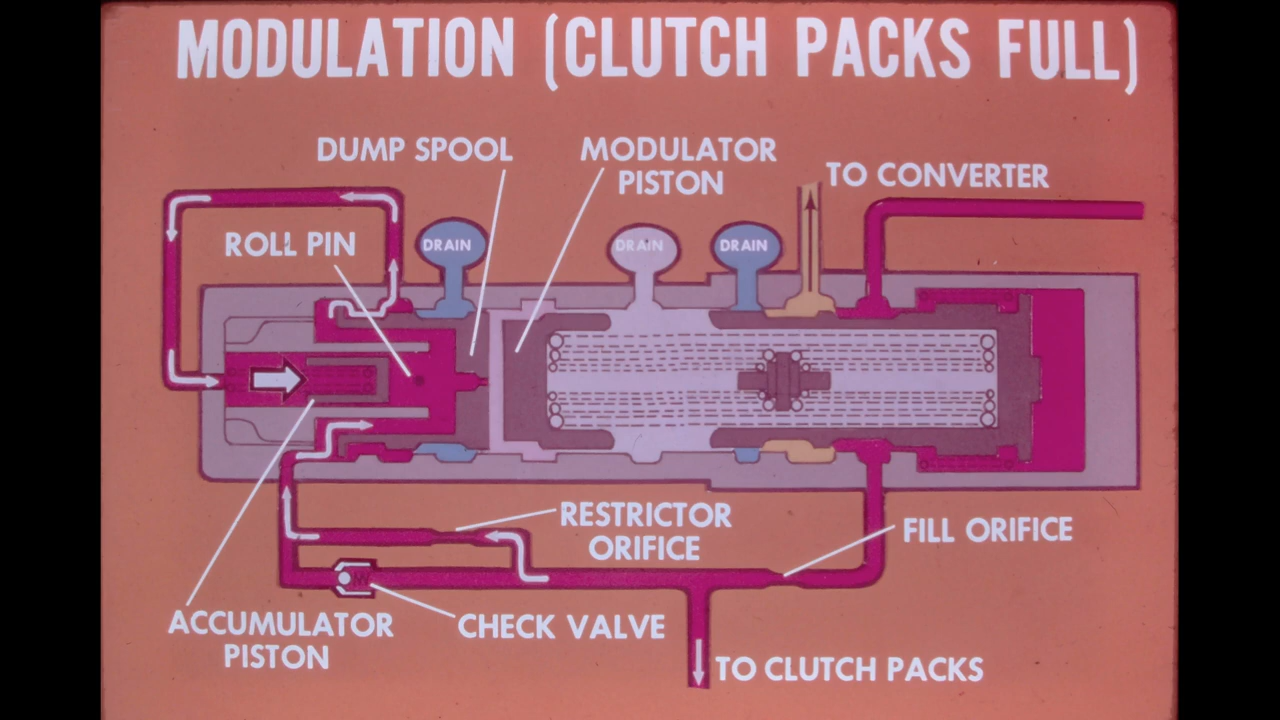 MODULATION (CLUTCH PACKS FULL)
DUMP SPOOL
MODULATOR
PISTON
TO CONVERTER
ROLL PIN
DRAIN
DRAIN
DRAIN
RESTRICTOR
ORIFICE
FILL ORIFICE
ACCUMULATOR
PISTON
CHECK VALVE
TO CLUTCH PACKS